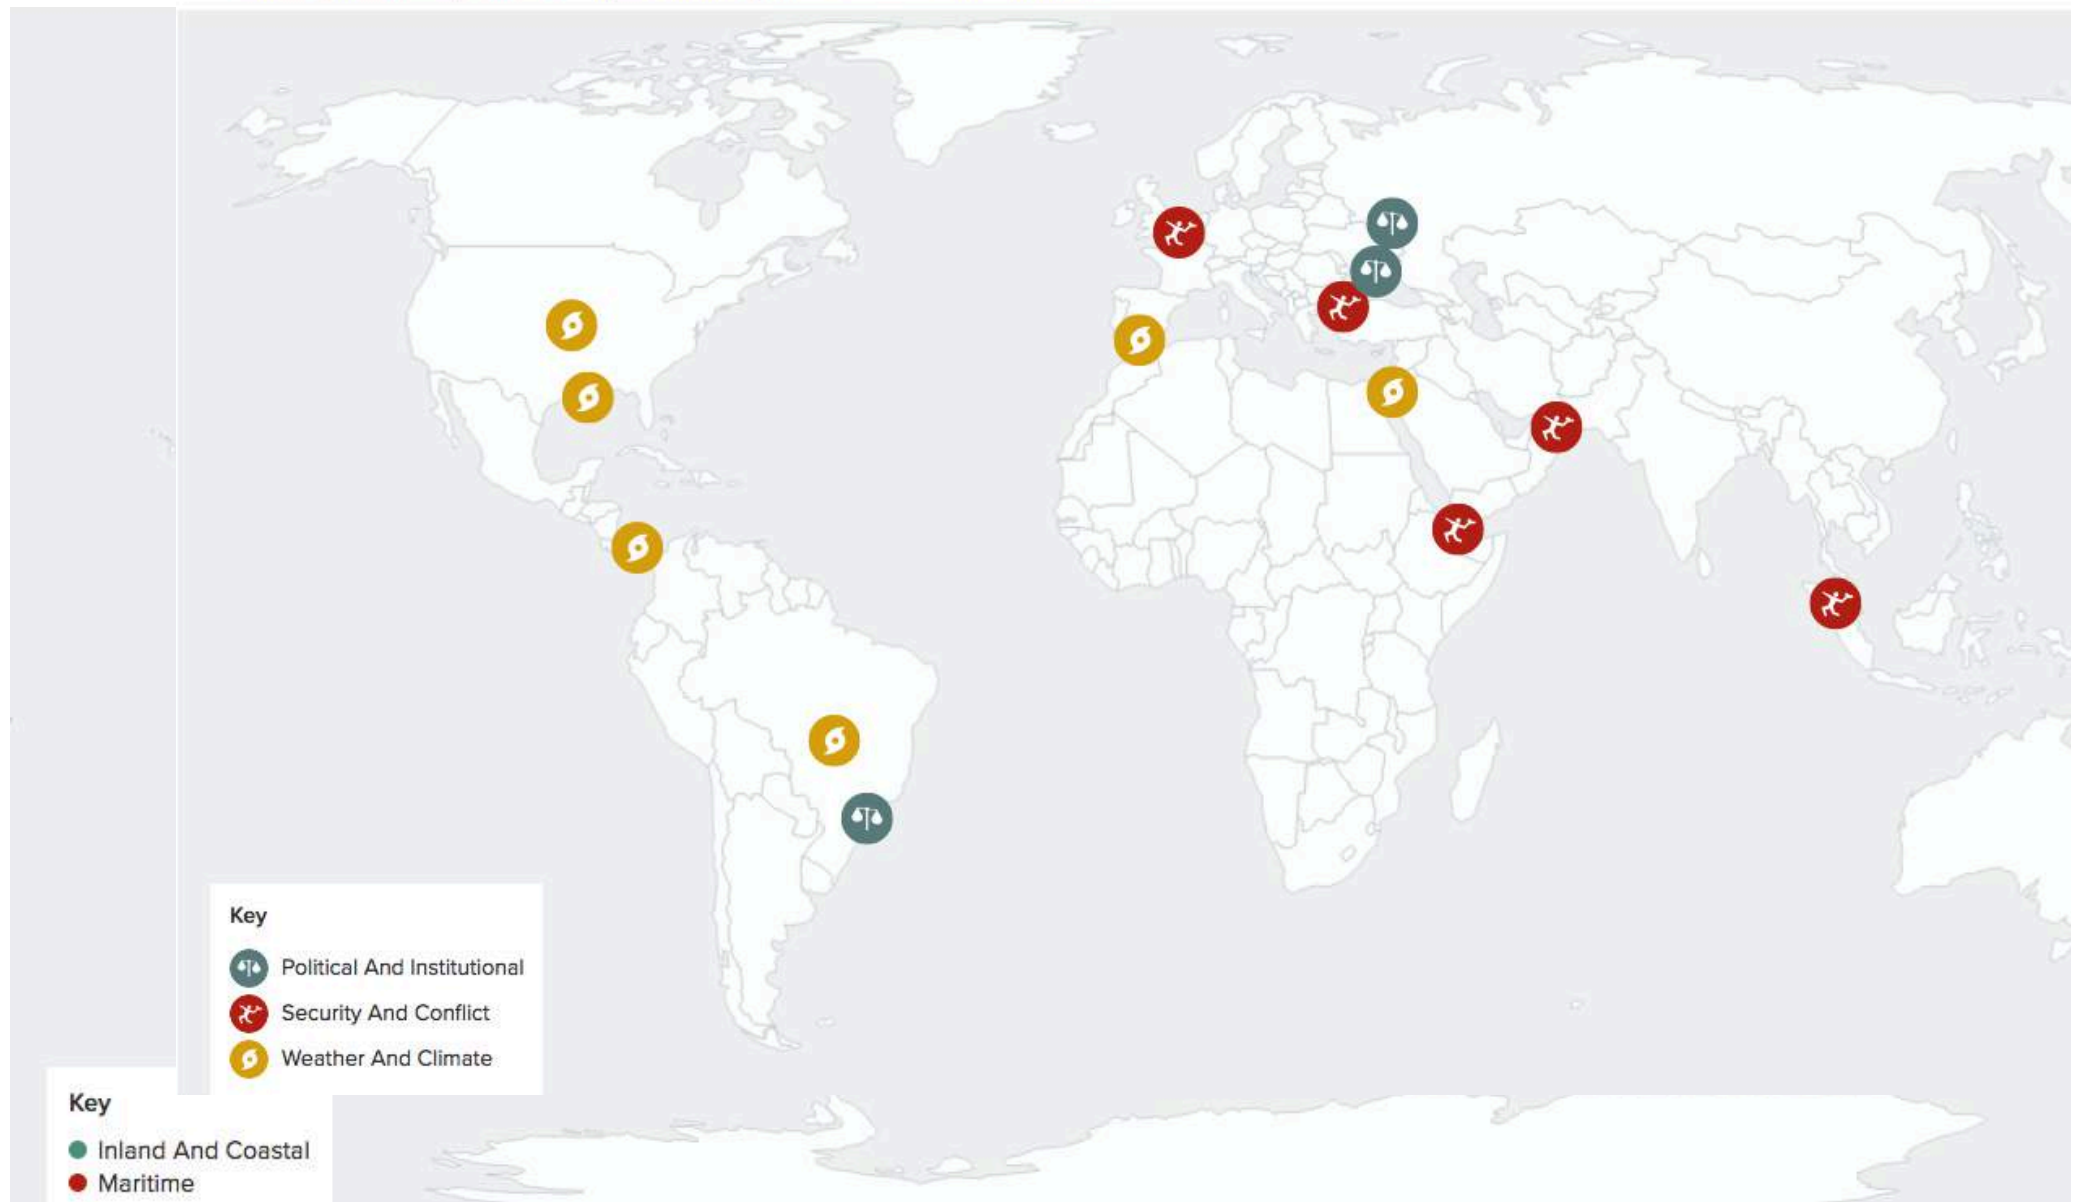 Key
Political And Institutional
Security And Conflict
Weather And Climate
Key
Inland And Coastal
Maritime